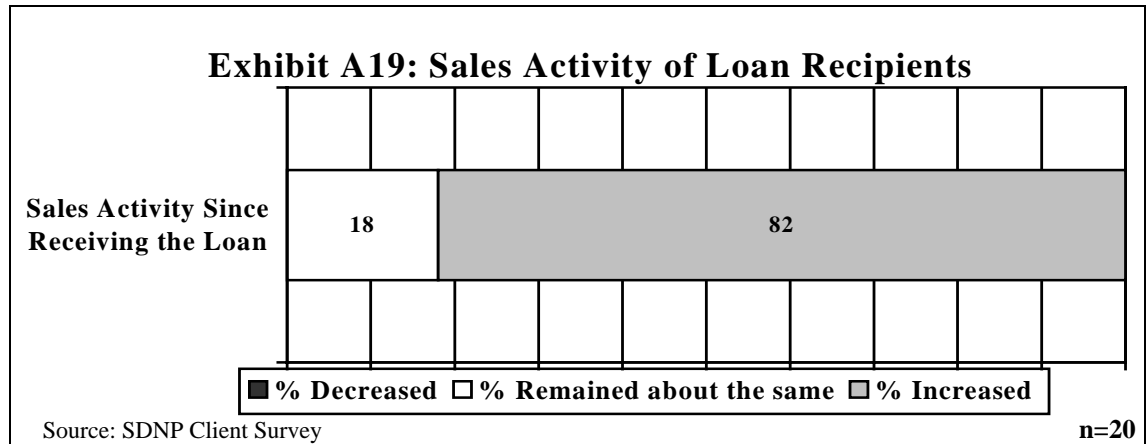 Exhibit A19: Sales Activity of Loan Recipients
Sales Activity Since
Receiving the Loan
18
82
% Decreased % Remained about the same % Increased
Source: SDNP Client Survey
n=20